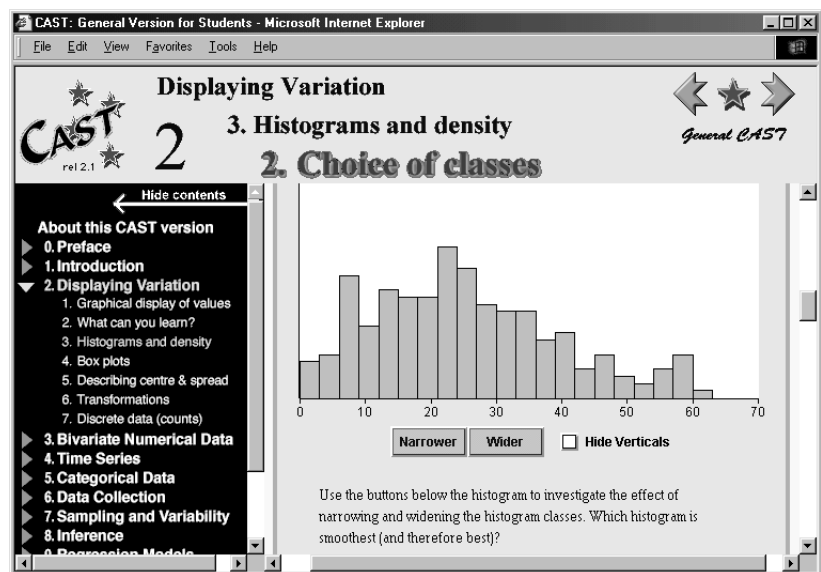 CAST: General Version for Students - Microsoft Internet Explorer
File Edit View Favorites Tools Help
CAST
rel 2.1
2
Displaying Variation
3. Histograms and density
2. Choice of classes
General CAST
Hide contents
About this CAST version
0. Preface
1. Introduction
2. Displaying Variation
1. Graphical display of values
2. What can you learn?
3. Histograms and density
4. Box plots
5. Describing centre & spread
6. Transformations
7. Discrete data (counts)
3. Bivariate Numerical Data
4. Time Series
5. Categorical Data
6. Data Collection
7. Sampling and Variability
8. Inference
9. Regression Models
0 10 20 30 40 50 60 70
Narrower Wider Hide Verticals
Use the buttons below the histogram to investigate the effect of
narrowing and widening the histogram classes. Which histogram is
smoothest (and therefore best)?